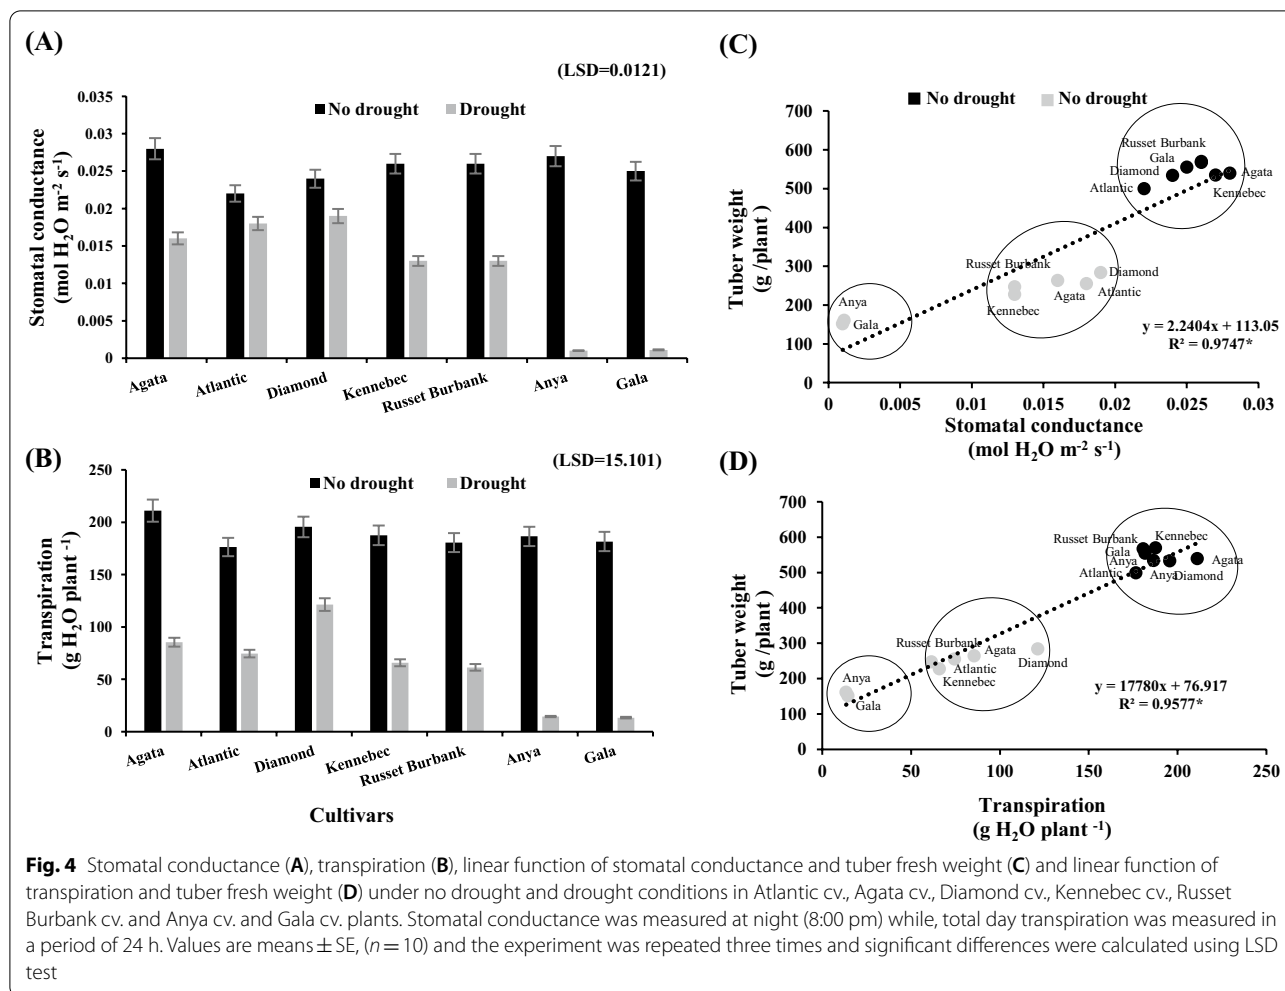 (A)
(LSD=0.0121)
No drought Drought
Stomatal conductance
(mol H₂O m⁻² s⁻¹)
0.035
0.03
0.025
0.02
0.015
0.01
0.005
0
Agata Atlantic Diamond Kennebec Russet Burbank Anya Gala
(B)
(LSD=15.101)
No drought Drought
Transpiration
(g H₂O plant ⁻¹)
250
200
150
100
50
0
Agata Atlantic Diamond Kennebec Russet Burbank Anya Gala
Cultivars
(C)
No drought No drought
Tuber weight
(g /plant )
700
600
500
400
300
200
100
0
Russet Burbank
Gala
Diamond
Agata
Atlantic
Kennebec
Russet Burbank
Diamond
Agata
Atlantic
Kennebec
Anya
Gala
y = 2.2404x + 113.05
R² = 0.9747*
0 0.005 0.01 0.015 0.02 0.025 0.03
Stomatal conductance
(mol H₂O m⁻² s⁻¹)
(D)
Tuber weight
(g /plant )
700
600
500
400
300
200
100
0
Russet Burbank
Kennebec
Gala
Anya
Agata
Atlantic
Anya
Diamond
Russet Burbank
Agata
Atlantic
Diamond
Kennebec
Anya
Gala
y = 17780x + 76.917
R² = 0.9577*
0 50 100 150 200 250
Transpiration
(g H₂O plant ⁻¹)
Fig. 4 Stomatal conductance (A), transpiration (B), linear function of stomatal conductance and tuber fresh weight (C) and linear function of
transpiration and tuber fresh weight (D) under no drought and drought conditions in Atlantic cv., Agata cv., Diamond cv., Kennebec cv., Russet
Burbank cv. and Anya cv. and Gala cv. plants. Stomatal conductance was measured at night (8:00 pm) while, total day transpiration was measured in
a period of 24 h. Values are means ± SE, (n = 10) and the experiment was repeated three times and significant differences were calculated using LSD
test